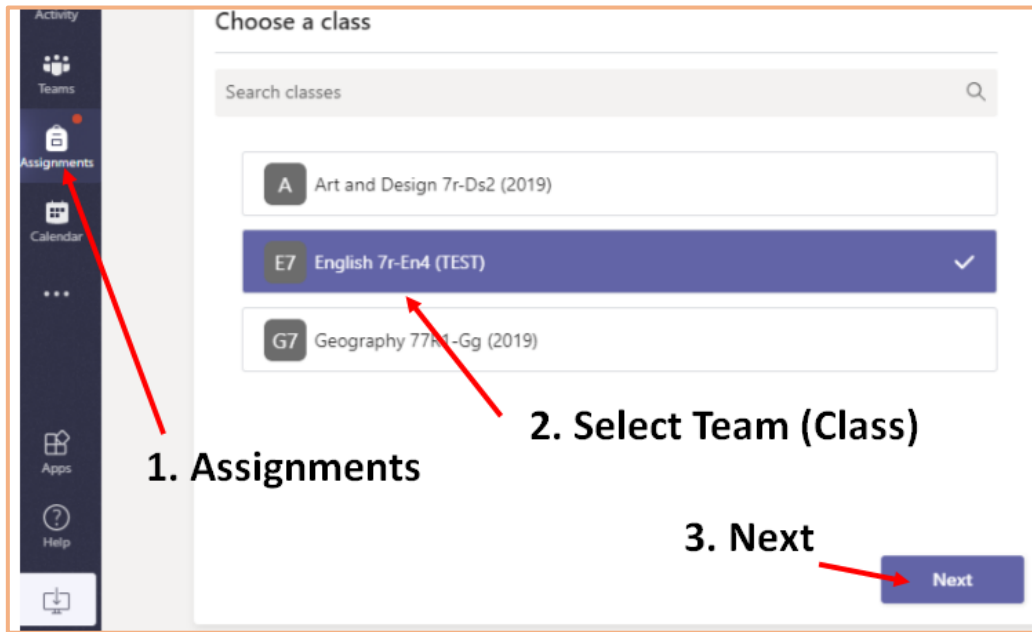 Activity
Teams
Assignments
Calendar
Apps
Help
Choose a class
Search classes
A Art and Design 7r-Ds2 (2019)
E7 English 7r-En4 (TEST)
G7 Geography 77R1-Gg (2019)
2. Select Team (Class)
1. Assignments
3. Next
Next